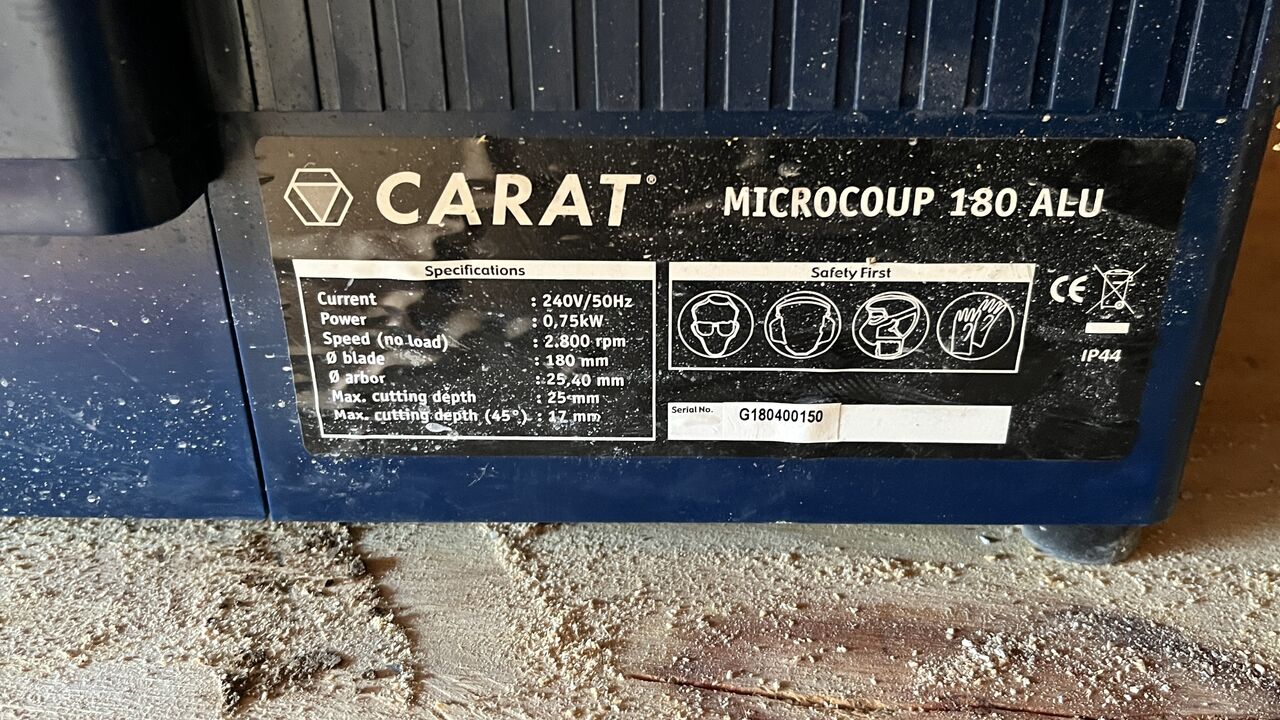 CARAT®
MICROCOUP 180 ALU
Specifications
Current : 240V/50Hz
Power : 0,75kW
Speed (no load) : 2.800 rpm
Ø blade : 180 mm
Ø arbor : 25,40 mm
Max. cutting depth : 25 mm
Max. cutting depth (45°) : 17 mm
Safety First
CE
IP44
Serial No. G180400150